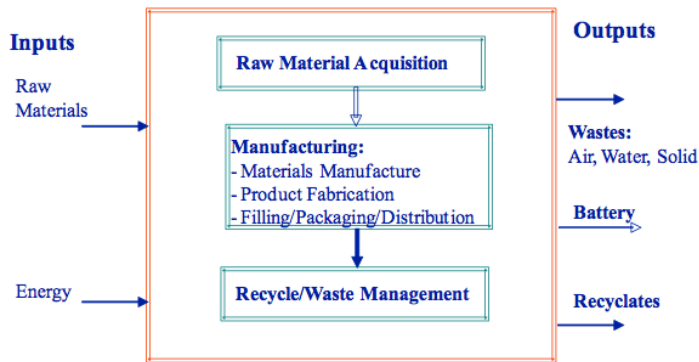 Inputs
Raw
Materials
Energy
Raw Material Acquisition
Manufacturing:
- Materials Manufacture
- Product Fabrication
- Filling/Packaging/Distribution
Recycle/Waste Management
Outputs
Wastes:
Air, Water, Solid
Battery
Recyclates